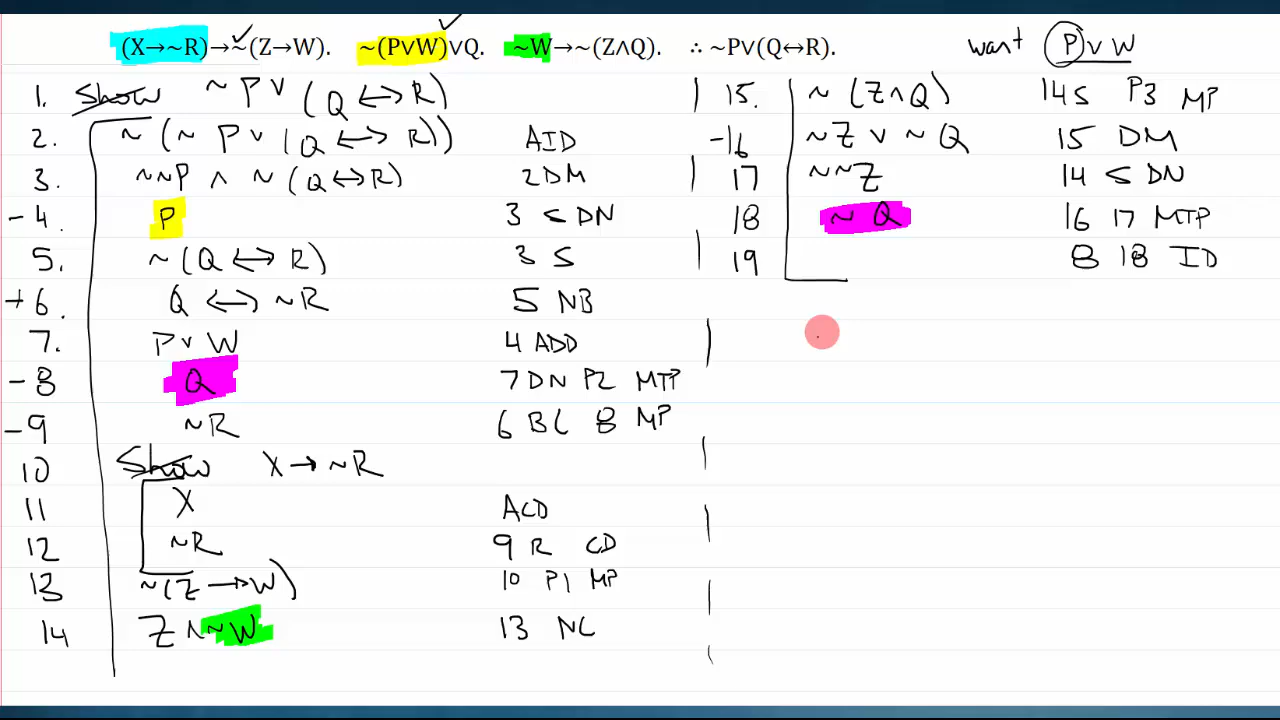 (X→~R)→~(Z→W). ~(P∨W)∨Q. ~W→~(Z∧Q). ∴ ~P∨(Q↔R). want P)∨ W
1. Show ~P∨(Q↔R)
2. ~(~P∨(Q↔R)) AID
3. ~~P ∧ ~(Q↔R) 2 DM
-4. P 3 S DN
5. ~(Q↔R) 3 S
+6. Q ↔ ~R 5 NB
7. P∨W 4 ADD
-8 Q 7 DN P2 MTP
-9 ~R 6 BC 8 MP
10 Show X→~R
11 X ACD
12 ~R 9 R CD
13 ~(Z→W) 10 P1 MP
14 Z∧~W 13 NC
15. ~(Z∧Q) 14 S P3 MP
-16 ~Z∨~Q 15 DM
17 ~~Z 14 S DN
18 ~Q 16 17 MTP
19 8 18 ID